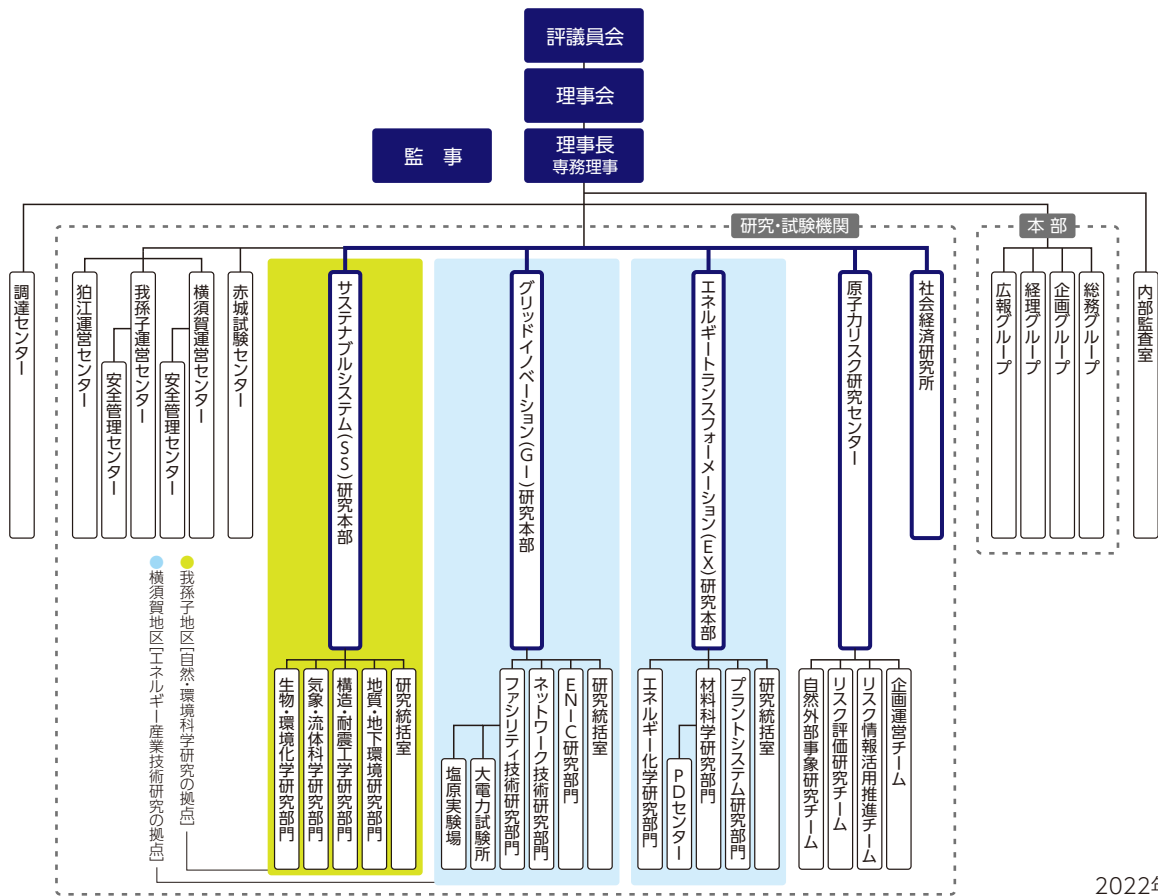 評議員会
理事会
理事長
専務理事
監 事
研究・試験機関
本 部
調達センター
狛江運営センター
安全管理センター
我孫子運営センター
安全管理センター
横須賀運営センター
赤城試験センター
サステナブルシステム(SS)研究本部
グリッドイノベーション(GI)研究本部
エネルギートランスフォーメーション(EX)研究本部
原子力リスク研究センター
社会経済研究所
広報グループ
経理グループ
企画グループ
総務グループ
内部監査室
横須賀地区[エネルギー産業技術研究の拠点]
我孫子地区[自然・環境科学研究の拠点]
生物・環境化学研究部門
気象・流体科学研究部門
構造・耐震工学研究部門
地質・地下環境研究部門
研究統括室
塩原実験場
大電力試験所
ファシリティ技術研究部門
ネットワーク技術研究部門
ENIC研究部門
研究統括室
エネルギー化学研究部門
PDセンター
材料科学研究部門
プラントシステム研究部門
研究統括室
自然外部事象研究チーム
リスク評価研究チーム
リスク情報活用推進チーム
企画運営チーム
2022年